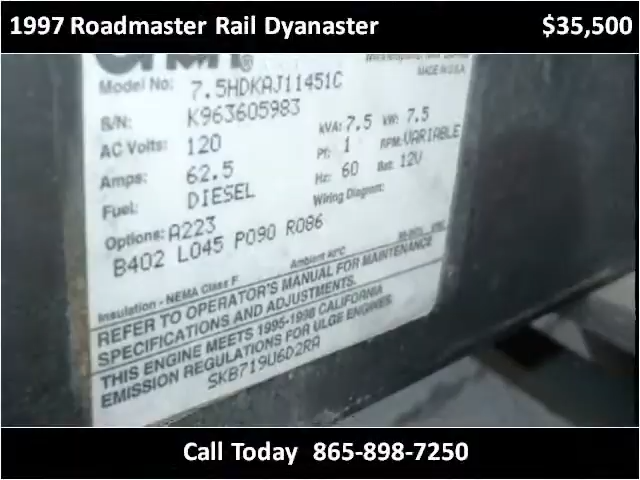 1997 Roadmaster Rail Dyanaster $35,500
Onan®
MADE IN U.S.A.
Model No: 7.5HDKAJ11451C
S/N: K963605983
AC Volts: 120 kVA: 7.5 kW: 7.5
Amps: 62.5 Pf: 1 RPM: VARIABLE
Fuel: DIESEL Hz: 60 Bat: 12V
Options: A223 Wiring Diagram:
B402 L045 P090 R086
Insulation - NEMA Class F Ambient 40°C
REFER TO OPERATOR'S MANUAL FOR MAINTENANCE
SPECIFICATIONS AND ADJUSTMENTS.
THIS ENGINE MEETS 1995-1998 CALIFORNIA
EMISSION REGULATIONS FOR ULGE ENGINES.
SKB719U6D2RA
Call Today 865-898-7250